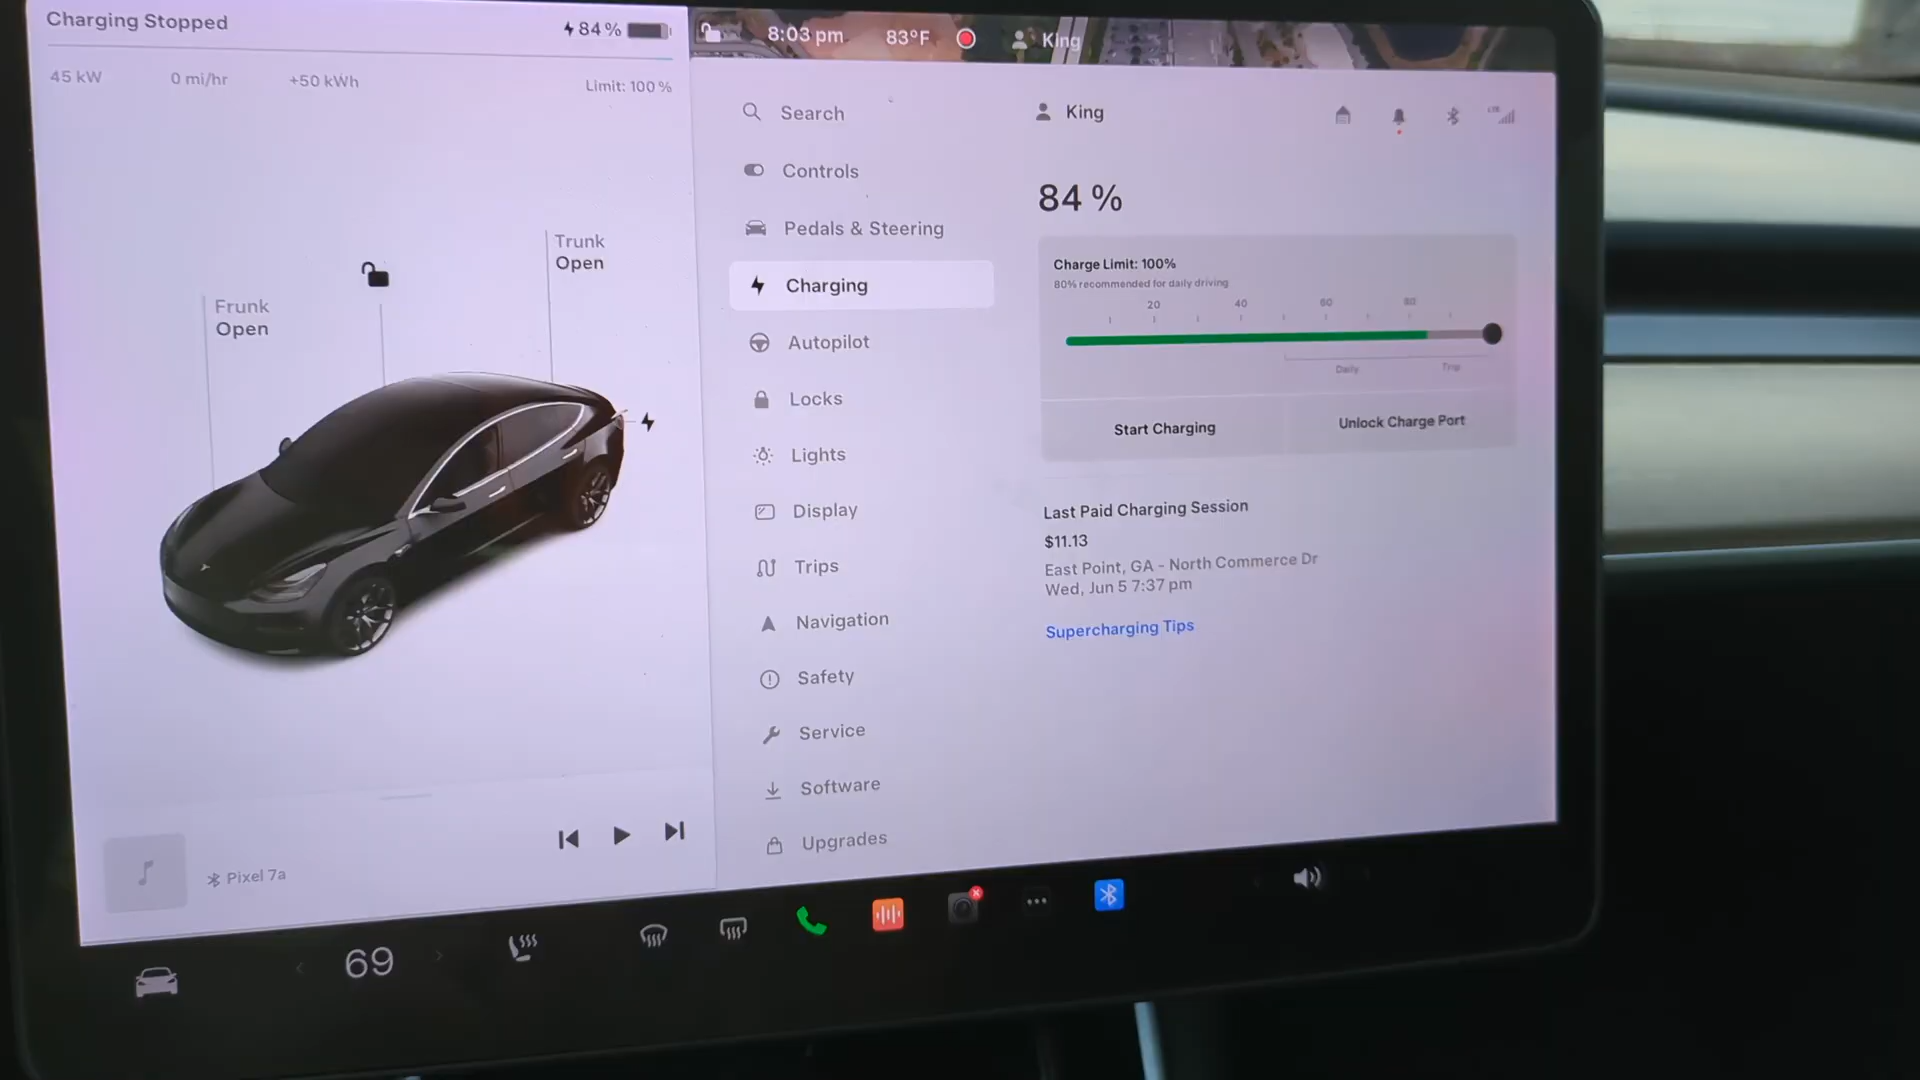 Charging Stopped
84 %
45 kW
0 mi/hr
+50 kWh
Limit: 100 %
Trunk
Open
Frunk
Open
Pixel 7a
8:03 pm
83°F
King
Search
Controls
Pedals & Steering
Charging
Autopilot
Locks
Lights
Display
Trips
Navigation
Safety
Service
Software
Upgrades
King
LTE
84 %
Charge Limit: 100%
80% recommended for daily driving
20 40 60 80
Daily
Trip
Start Charging
Unlock Charge Port
Last Paid Charging Session
$11.13
East Point, GA - North Commerce Dr
Wed, Jun 5 7:37 pm
Supercharging Tips
69